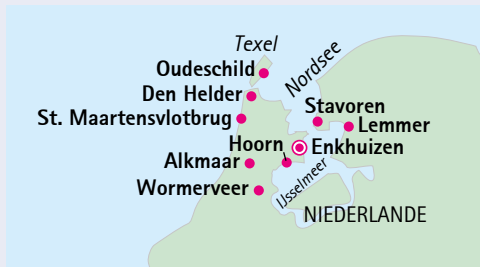 Texel
Nordsee
Oudeschild
Den Helder
Stavoren
St. Maartensvlotbrug
Lemmer
Hoorn
Enkhuizen
Alkmaar
IJsselmeer
Wormerveer
NIEDERLANDE